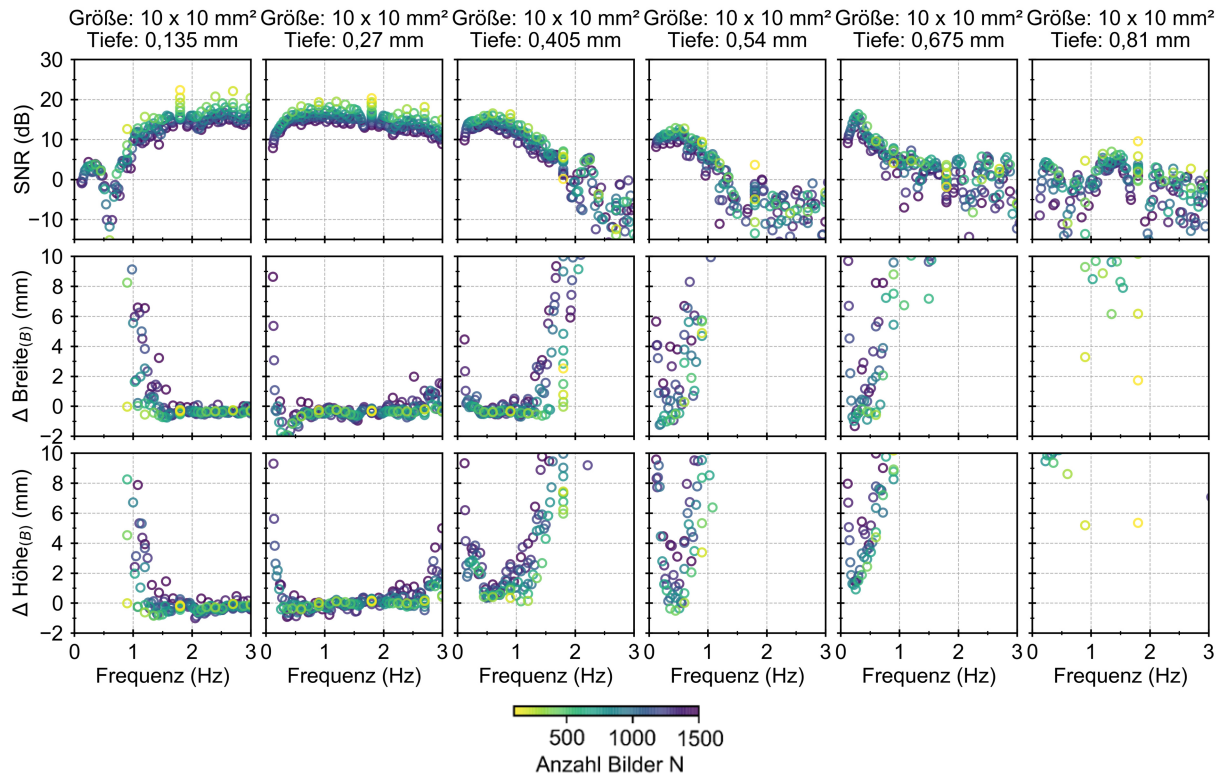 Größe: 10 x 10 mm² Größe: 10 x 10 mm² Größe: 10 x 10 mm² Größe: 10 x 10 mm² Größe: 10 x 10 mm² Größe: 10 x 10 mm²
Tiefe: 0,135 mm Tiefe: 0,27 mm Tiefe: 0,405 mm Tiefe: 0,54 mm Tiefe: 0,675 mm Tiefe: 0,81 mm
30
20
10
0
−10
SNR (dB)
10
8
6
4
2
0
−2
Δ Breite(B) (mm)
10
8
6
4
2
0
−2
Δ Höhe(B) (mm)
0 1 2 3 0 1 2 3 0 1 2 3 0 1 2 3 0 1 2 3 0 1 2 3
Frequenz (Hz) Frequenz (Hz) Frequenz (Hz) Frequenz (Hz) Frequenz (Hz) Frequenz (Hz)
500 1000 1500
Anzahl Bilder N